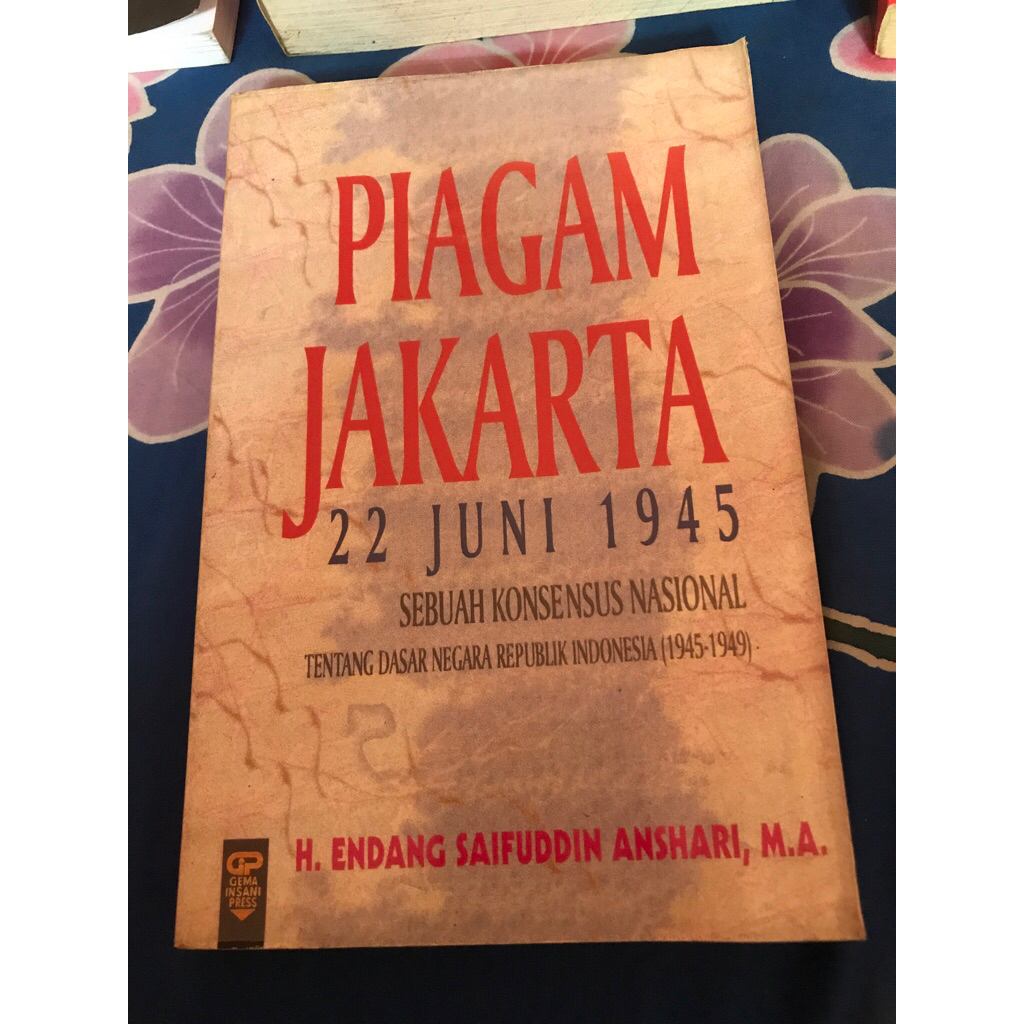 PIAGAM
JAKARTA
22 JUNI 1945
SEBUAH KONSENSUS NASIONAL
TENTANG DASAR NEGARA REPUBLIK INDONESIA (1945-1949)
H. ENDANG SAIFUDDIN ANSHARI, M.A.
GIP
GEMA
INSANI
PRESS